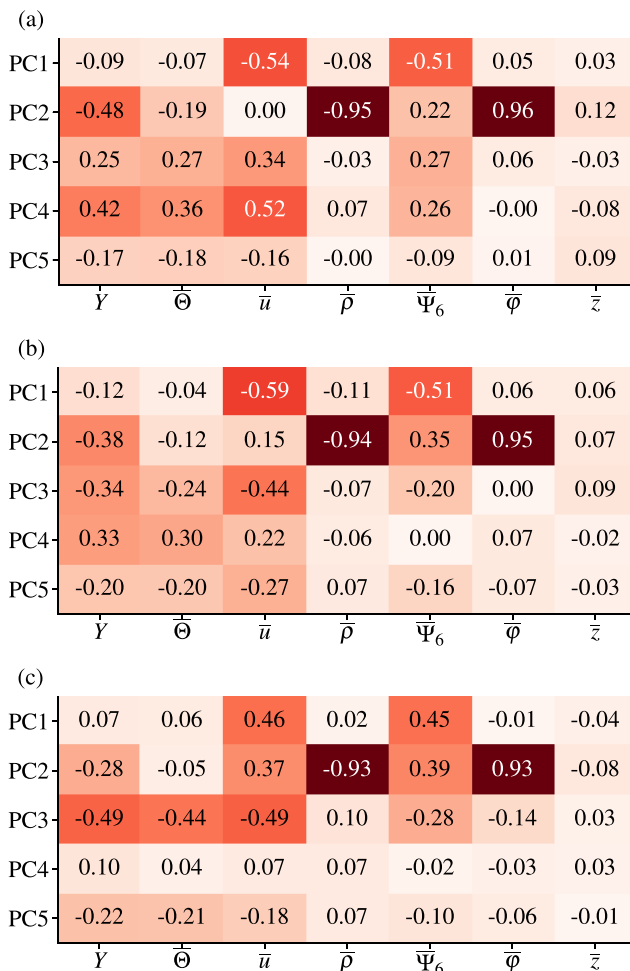 (a)
PC1 -0.09 -0.07 -0.54 -0.08 -0.51 0.05 0.03
PC2 -0.48 -0.19 0.00 -0.95 0.22 0.96 0.12
PC3 0.25 0.27 0.34 -0.03 0.27 0.06 -0.03
PC4 0.42 0.36 0.52 0.07 0.26 -0.00 -0.08
PC5 -0.17 -0.18 -0.16 -0.00 -0.09 0.01 0.09
Y Θ̅ u̅ ρ̅ Ψ̅₆ φ̅ z̅
(b)
PC1 -0.12 -0.04 -0.59 -0.11 -0.51 0.06 0.06
PC2 -0.38 -0.12 0.15 -0.94 0.35 0.95 0.07
PC3 -0.34 -0.24 -0.44 -0.07 -0.20 0.00 0.09
PC4 0.33 0.30 0.22 -0.06 0.00 0.07 -0.02
PC5 -0.20 -0.20 -0.27 0.07 -0.16 -0.07 -0.03
Y Θ̅ u̅ ρ̅ Ψ̅₆ φ̅ z̅
(c)
PC1 0.07 0.06 0.46 0.02 0.45 -0.01 -0.04
PC2 -0.28 -0.05 0.37 -0.93 0.39 0.93 -0.08
PC3 -0.49 -0.44 -0.49 0.10 -0.28 -0.14 0.03
PC4 0.10 0.04 0.07 0.07 -0.02 -0.03 0.03
PC5 -0.22 -0.21 -0.18 0.07 -0.10 -0.06 -0.01
Y Θ̅ u̅ ρ̅ Ψ̅₆ φ̅ z̅